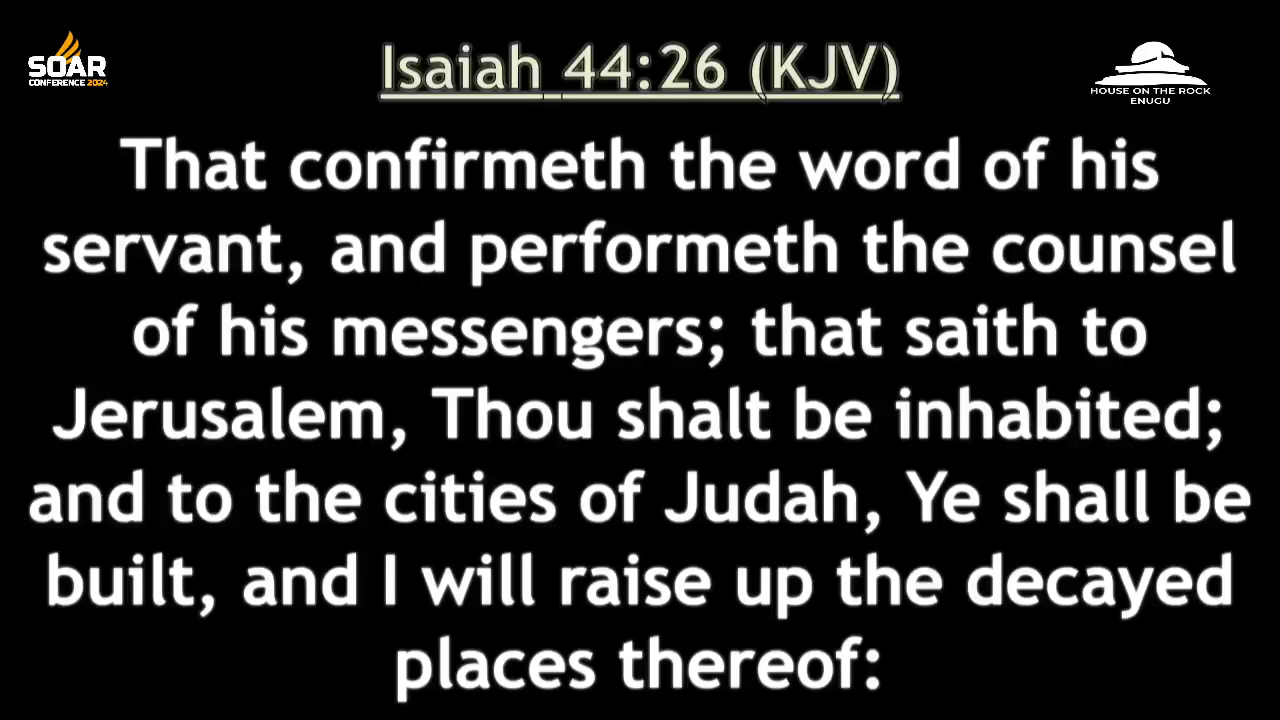 SOAR
CONFERENCE 2024
Isaiah 44:26 (KJV)
HOUSE ON THE ROCK
ENUGU
That confirmeth the word of his
servant, and performeth the counsel
of his messengers; that saith to
Jerusalem, Thou shalt be inhabited;
and to the cities of Judah, Ye shall be
built, and I will raise up the decayed
places thereof: